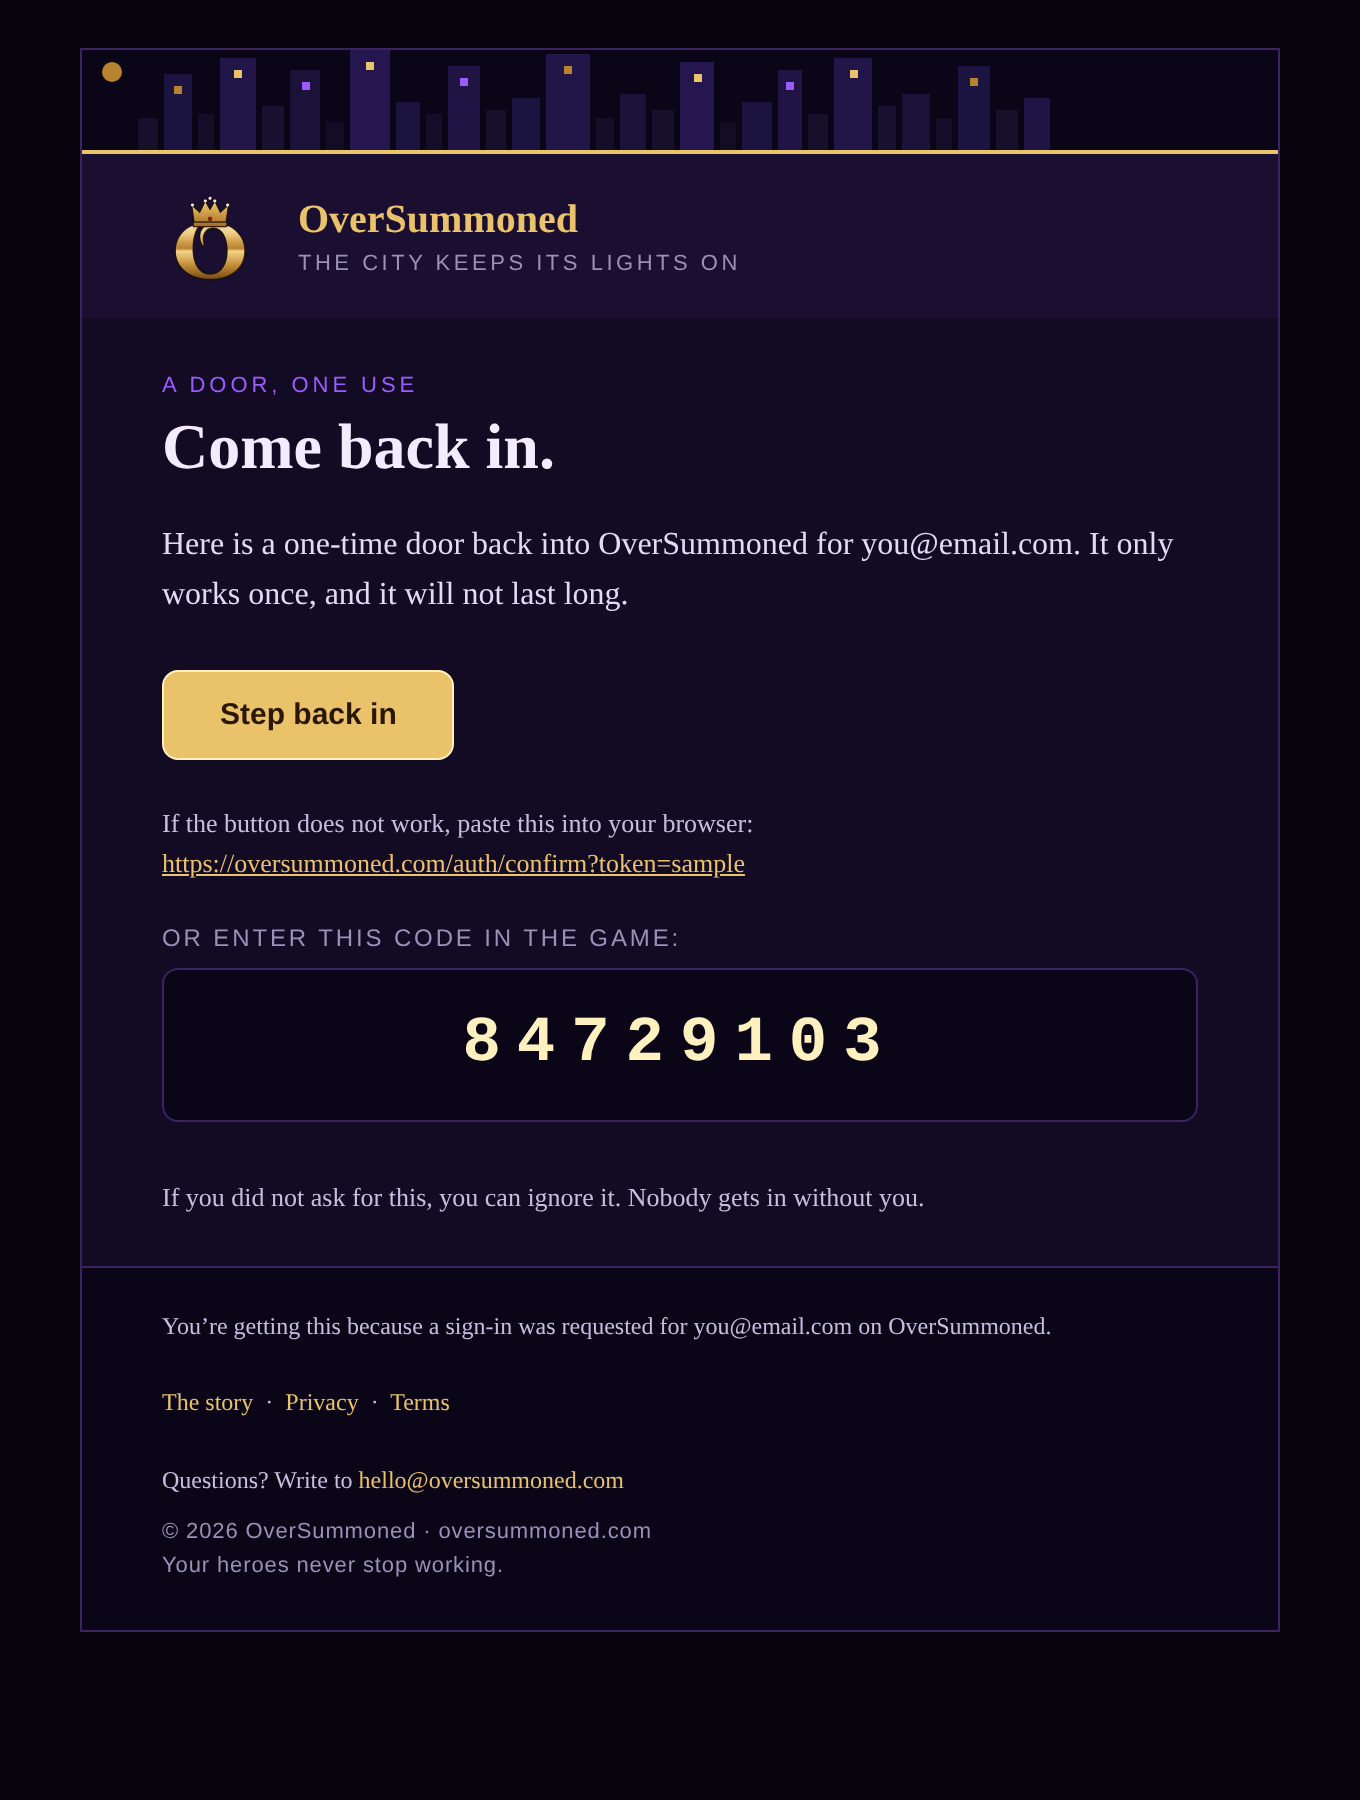 OverSummoned
THE CITY KEEPS ITS LIGHTS ON
A DOOR, ONE USE
Come back in.
Here is a one-time door back into OverSummoned for you@email.com. It only
works once, and it will not last long.
Step back in
If the button does not work, paste this into your browser:
https://oversummoned.com/auth/confirm?token=sample
OR ENTER THIS CODE IN THE GAME:
84729103
If you did not ask for this, you can ignore it. Nobody gets in without you.
You’re getting this because a sign-in was requested for you@email.com on OverSummoned.
The story · Privacy · Terms
Questions? Write to hello@oversummoned.com
© 2026 OverSummoned · oversummoned.com
Your heroes never stop working.